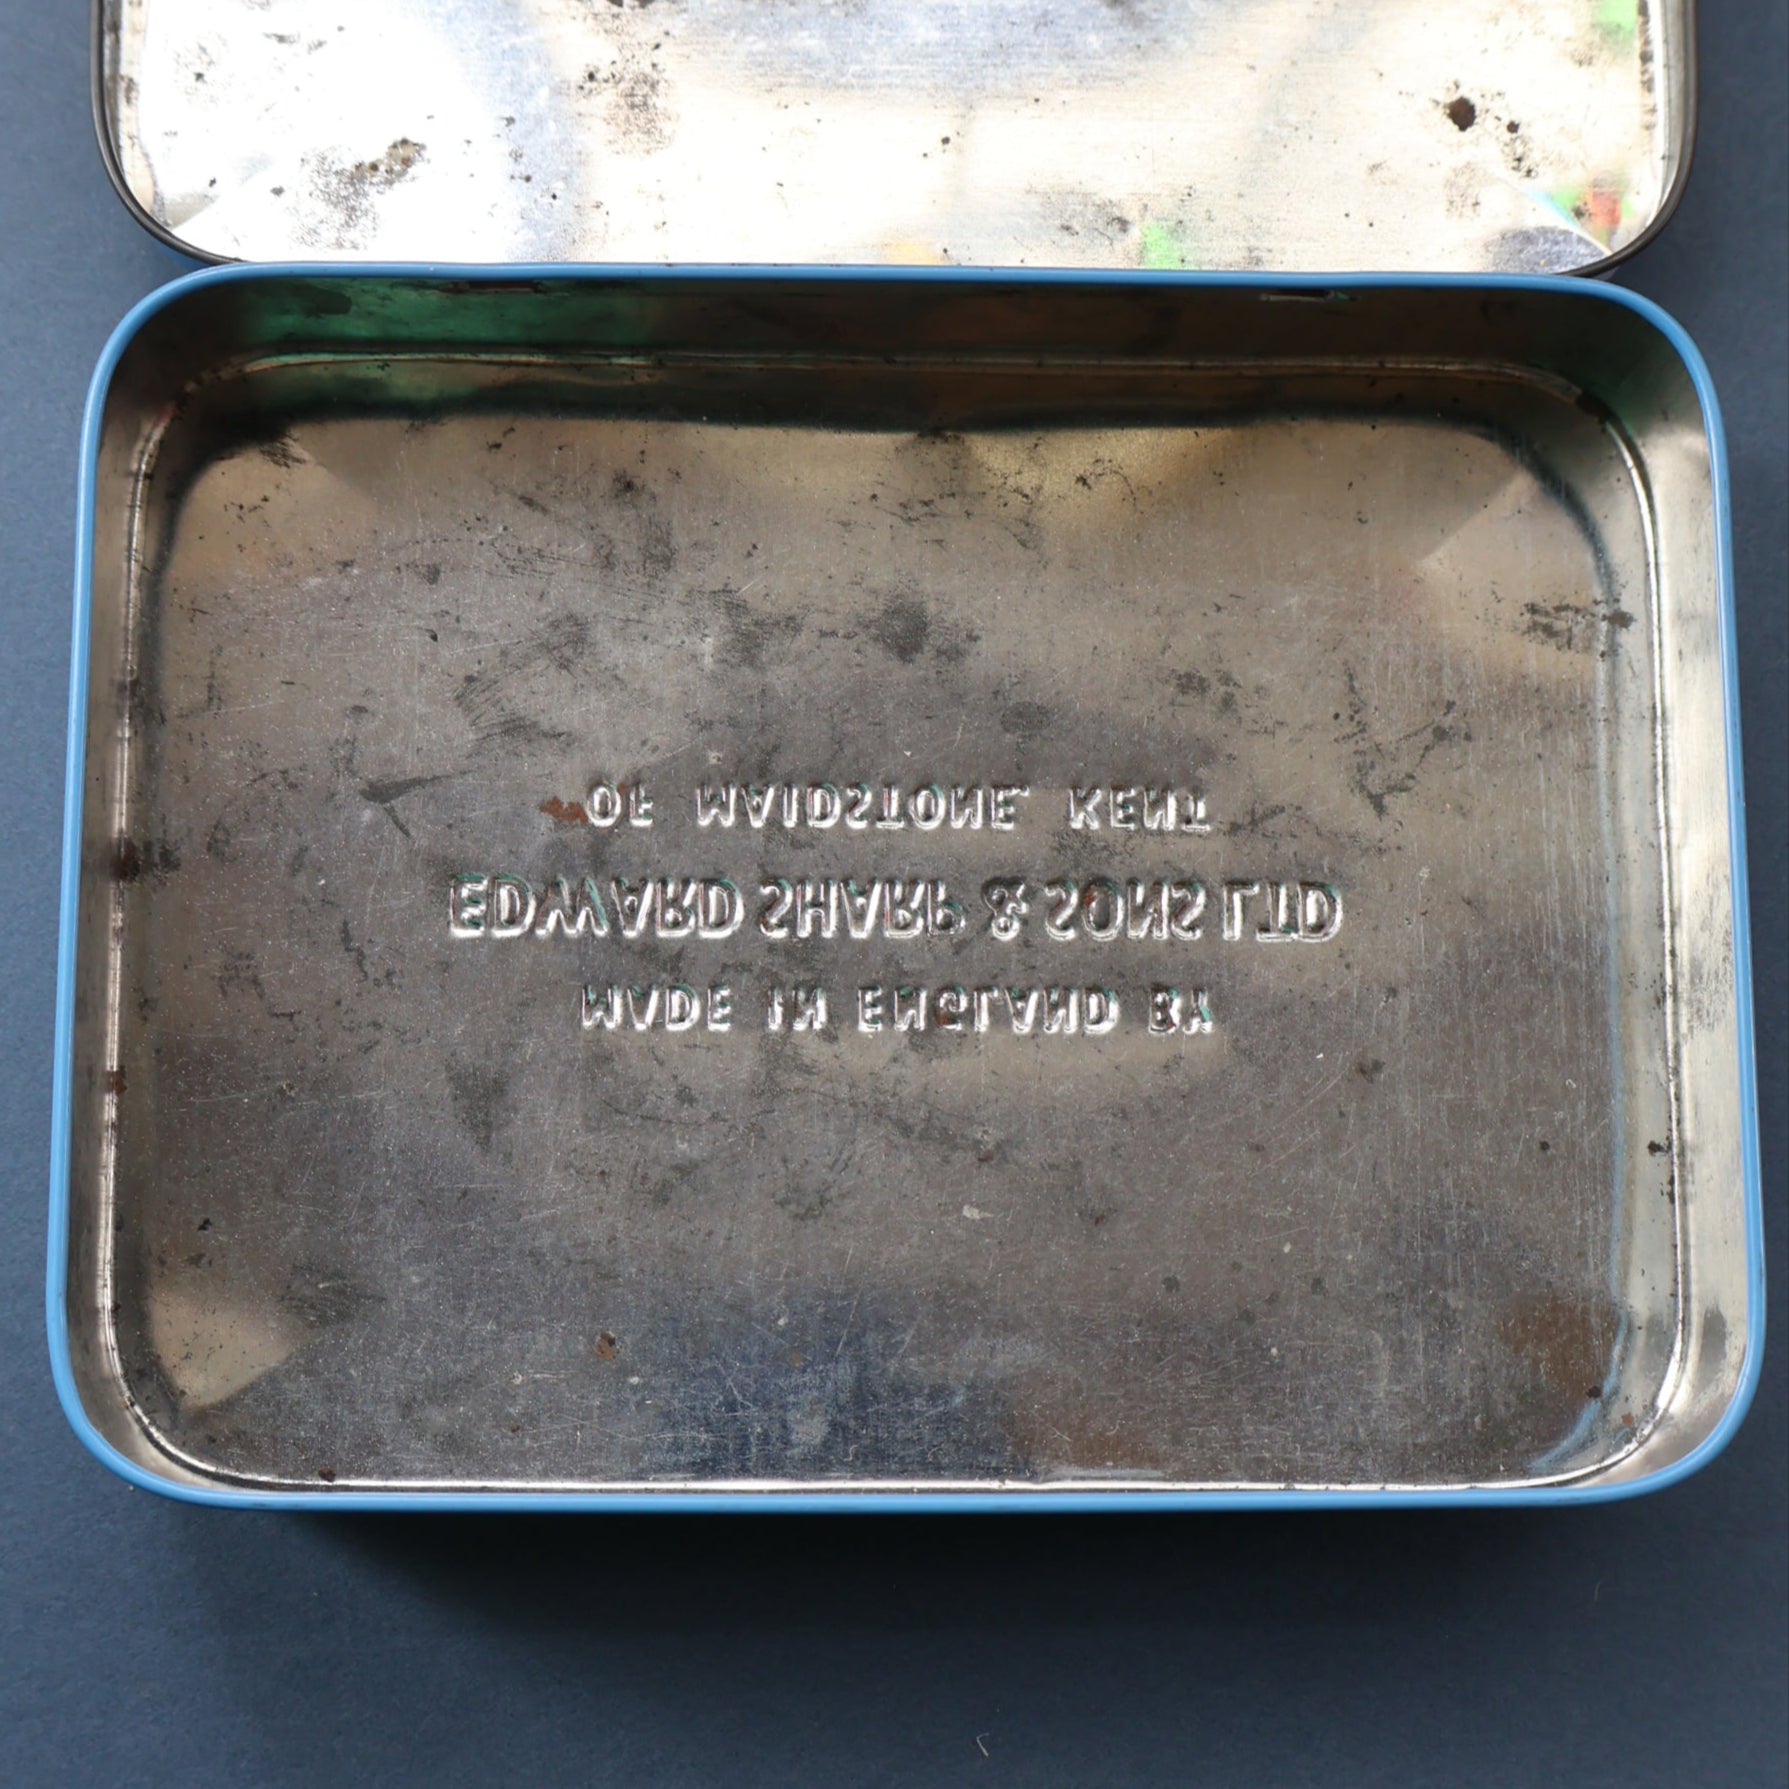 MADE IN ENGLAND BY
EDWARD SHARP & SONS LTD
OF MAIDSTONE, KENT